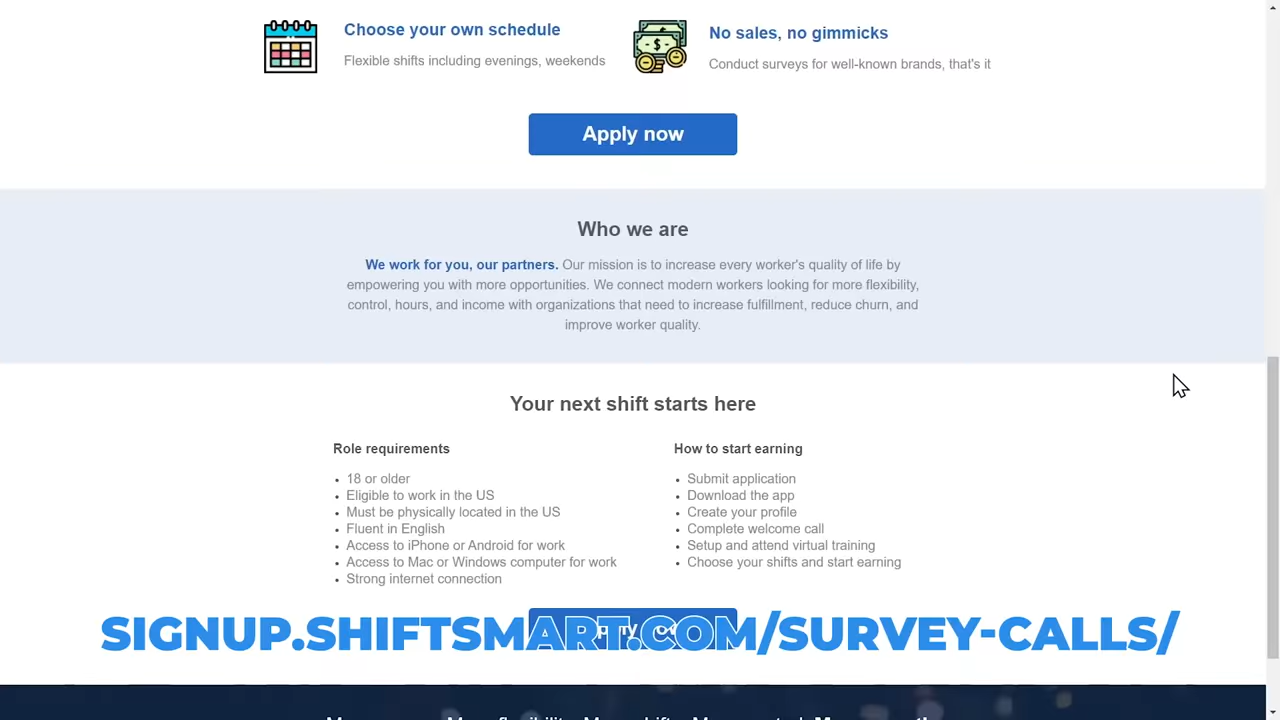 Choose your own schedule
Flexible shifts including evenings, weekends
No sales, no gimmicks
Conduct surveys for well-known brands, that's it
Apply now
Who we are
We work for you, our partners. Our mission is to increase every worker's quality of life by
empowering you with more opportunities. We connect modern workers looking for more flexibility,
control, hours, and income with organizations that need to increase fulfillment, reduce churn, and
improve worker quality.
Your next shift starts here
Role requirements
• 18 or older
• Eligible to work in the US
• Must be physically located in the US
• Fluent in English
• Access to iPhone or Android for work
• Access to Mac or Windows computer for work
• Strong internet connection
How to start earning
• Submit application
• Download the app
• Create your profile
• Complete welcome call
• Setup and attend virtual training
• Choose your shifts and start earning
SIGNUP.SHIFTSMART.COM/SURVEY-CALLS/